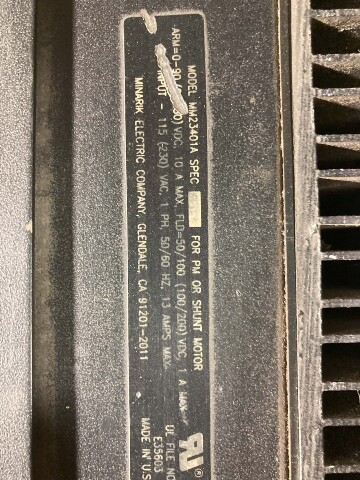 MODEL MM23401A SPEC FOR PM OR SHUNT MOTOR
ARM=0-90 VDC, 10 A MAX, FLD=50/100 (100/200) VDC, 1 A MAX
INPUT - 115 (230) VAC, 1 PH, 50/60 HZ, 13 AMPS MAX.
MINARIK ELECTRIC COMPANY, GLENDALE, CA 91201-2011
UL FILE NO
E35603
MADE IN U.S